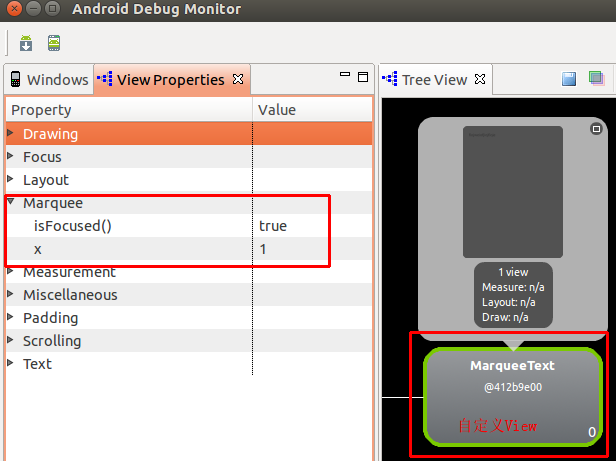 Android Debug Monitor
Windows
View Properties
Tree View
Property Value
Drawing
Focus
Layout
Marquee
isFocused() true
x 1
Measurement
Miscellaneous
Padding
Scrolling
Text
1 view
Measure: n/a
Layout: n/a
Draw: n/a
MarqueeText
@412b9e00
自定义View
0